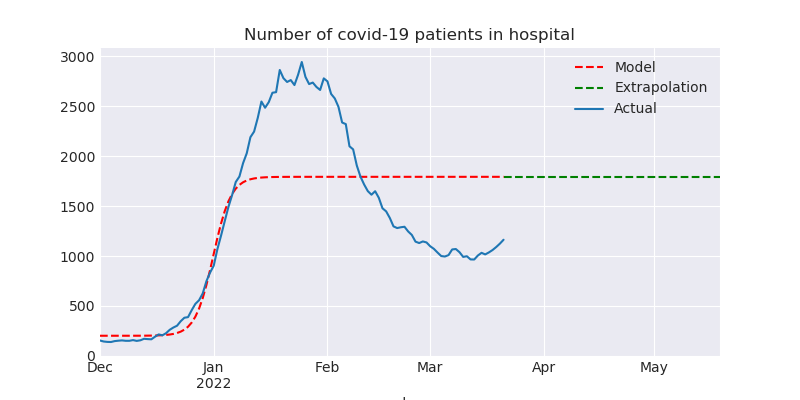 Number of covid-19 patients in hospital
3000
2500
2000
1500
1000
500
0
Model
Extrapolation
Actual
Dec
Jan
2022
Feb
Mar
Apr
May